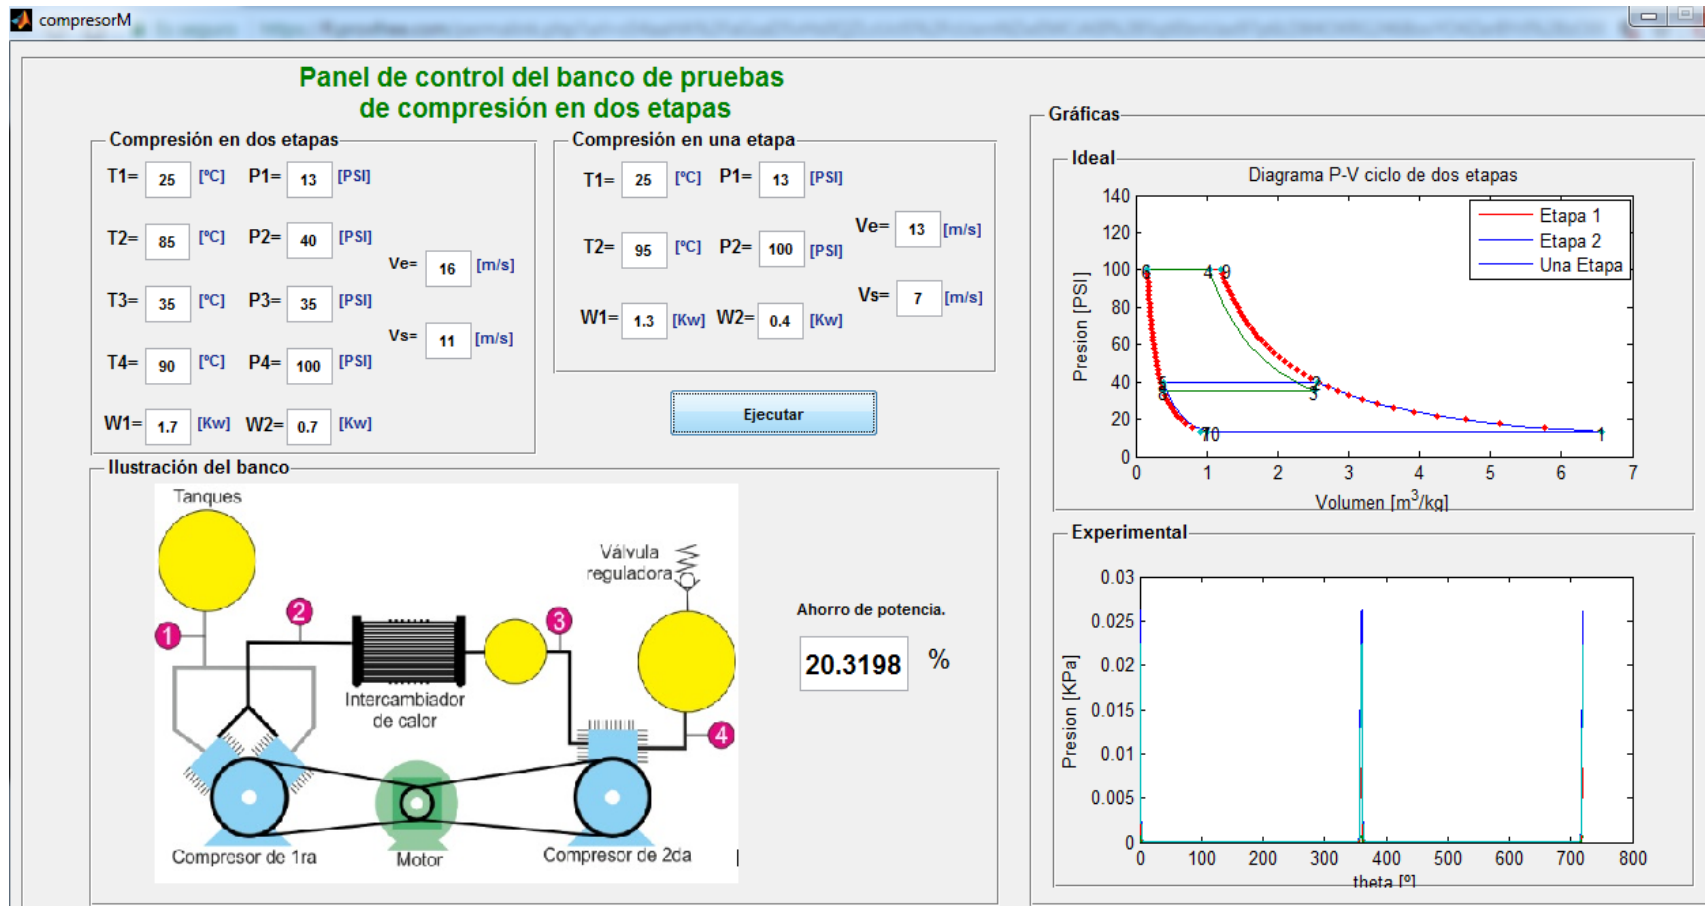 compresorM
Panel de control del banco de pruebas
de compresión en dos etapas
Compresión en dos etapas
T1= 25 [ºC] P1= 13 [PSI]
T2= 85 [ºC] P2= 40 [PSI]
Ve= 16 [m/s]
T3= 35 [ºC] P3= 35 [PSI]
Vs= 11 [m/s]
T4= 90 [ºC] P4= 100 [PSI]
W1= 1.7 [Kw] W2= 0.7 [Kw]
Compresión en una etapa
T1= 25 [ºC] P1= 13 [PSI]
Ve= 13 [m/s]
T2= 95 [ºC] P2= 100 [PSI]
Vs= 7 [m/s]
W1= 1.3 [Kw] W2= 0.4 [Kw]
Ejecutar
Ilustración del banco
Tanques
Válvula
reguladora
1
2
3
4
Intercambiador
de calor
Compresor de 1ra
Motor
Compresor de 2da
Ahorro de potencia.
20.3198 %
Gráficas
Ideal
Diagrama P-V ciclo de dos etapas
Etapa 1
Etapa 2
Una Etapa
Presion [PSI]
140
120
100
80
60
40
20
0
4 9
2
3
1
10
0 1 2 3 4 5 6 7
Volumen [m³/kg]
Experimental
Presion [KPa]
0.03
0.025
0.02
0.015
0.01
0.005
0
0 100 200 300 400 500 600 700 800
theta [º]